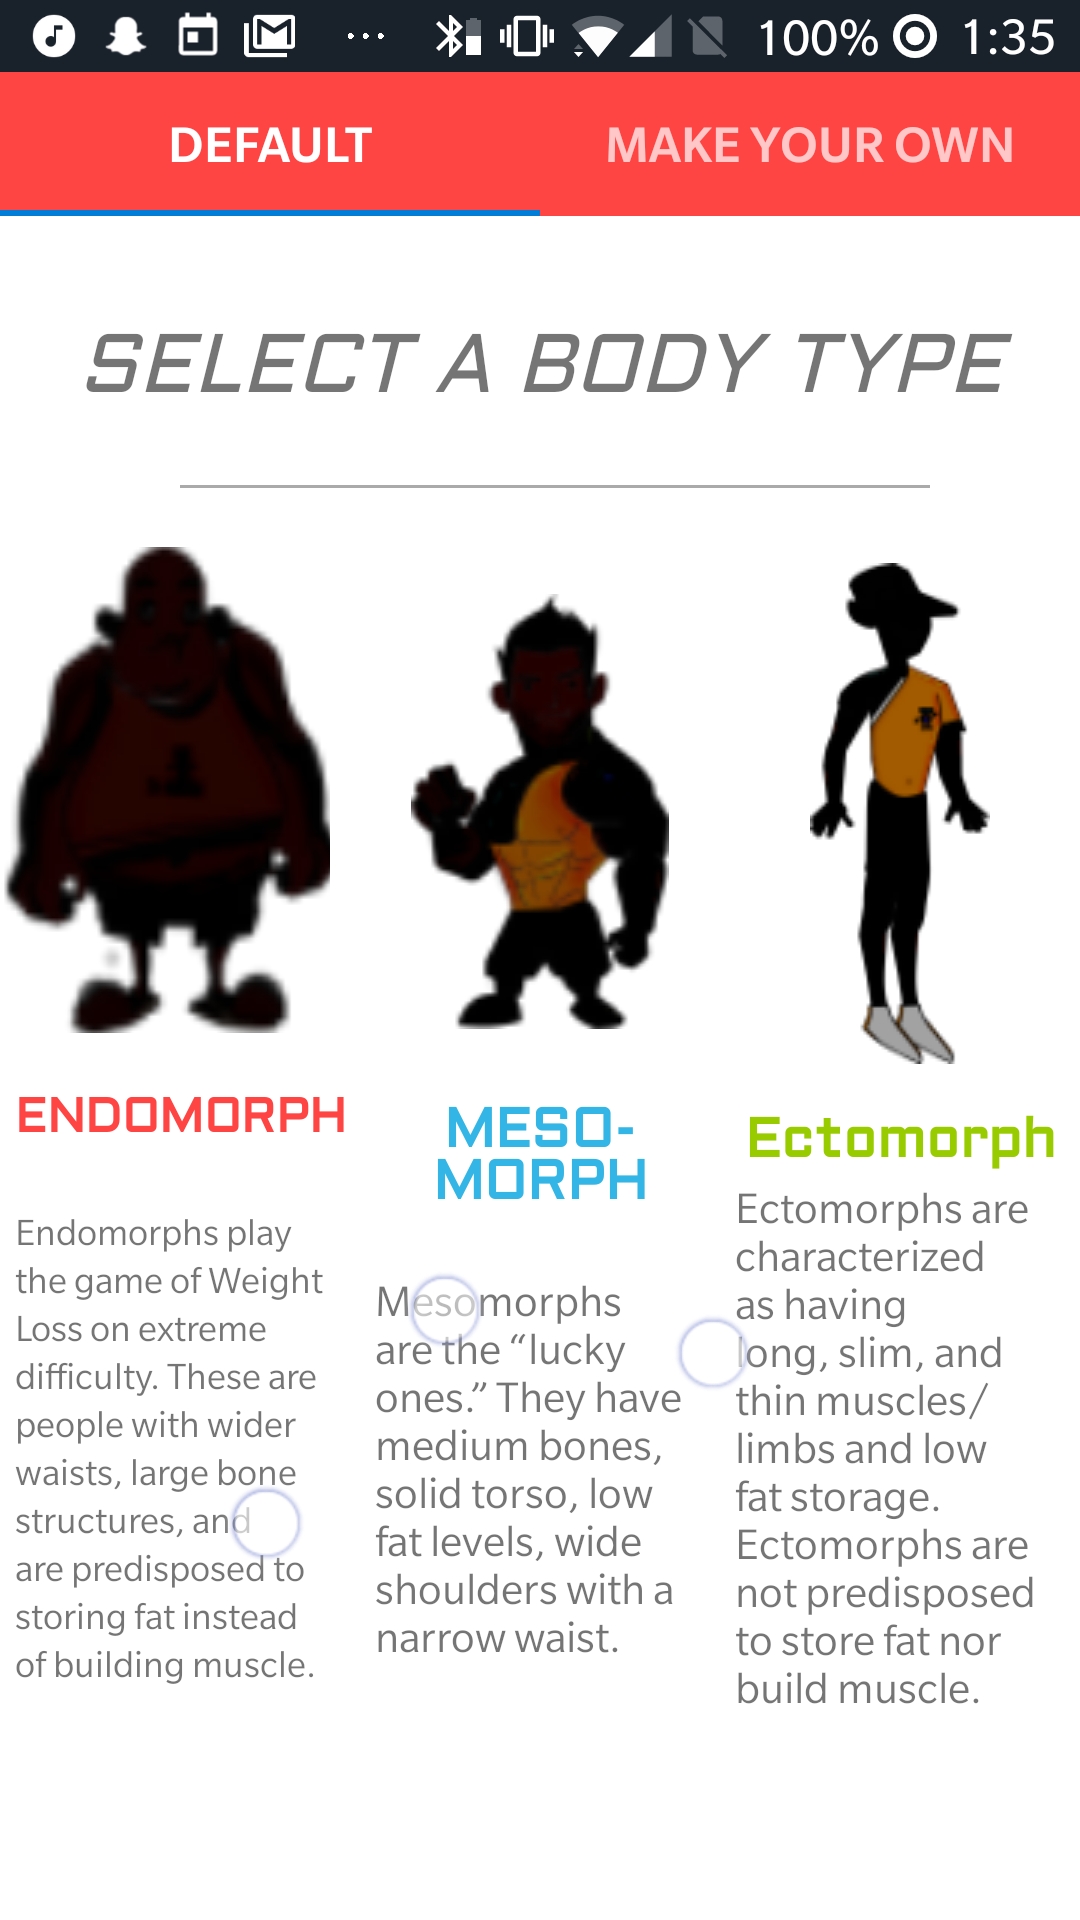 100% 1:35
DEFAULT MAKE YOUR OWN
SELECT A BODY TYPE
ENDOMORPH
Endomorphs play
the game of Weight
Loss on extreme
difficulty. These are
people with wider
waists, large bone
structures, and
are predisposed to
storing fat instead
of building muscle.
MESO-
MORPH
Mesomorphs
are the “lucky
ones.” They have
medium bones,
solid torso, low
fat levels, wide
shoulders with a
narrow waist.
Ectomorph
Ectomorphs are
characterized
as having
long, slim, and
thin muscles/
limbs and low
fat storage.
Ectomorphs are
not predisposed
to store fat nor
build muscle.